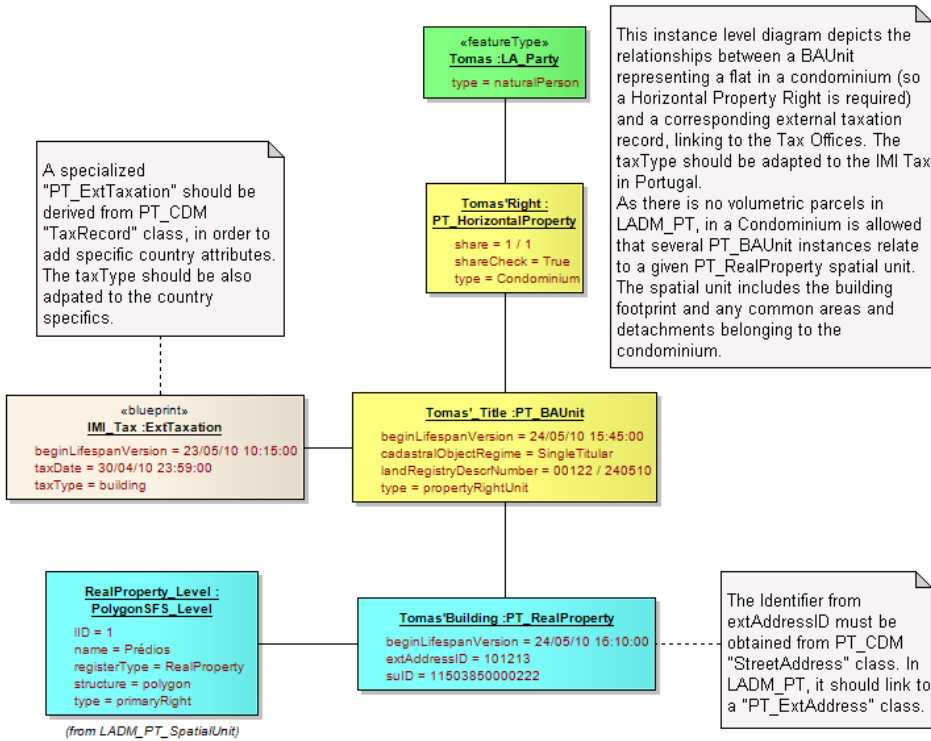 «featureType»
Tomas :LA_Party
type = naturalPerson
This instance level diagram depicts the
relationships between a BAUnit
representing a flat in a condominium (so
a Horizontal Property Right is required)
and a corresponding external taxation
record, linking to the Tax Offices. The
taxType should be adapted to the IMI Tax
in Portugal.
As there is no volumetric parcels in
LADM_PT, in a Condominium is allowed
that several PT_BAUnit instances relate
to a given PT_RealProperty spatial unit.
The spatial unit includes the building
footprint and any common areas and
detachments belonging to the
condominium.
A specialized
"PT_ExtTaxation" should be
derived from PT_CDM
"TaxRecord" class, in order to
add specific country attributes.
The taxType should be also
adpated to the country
specifics.
Tomas'Right :
PT_HorizontalProperty
share = 1 / 1
shareCheck = True
type = Condominium
«blueprint»
IMI_Tax :ExtTaxation
beginLifespanVersion = 23/05/10 10:15:00
taxDate = 30/04/10 23:59:00
taxType = building
Tomas'_Title :PT_BAUnit
beginLifespanVersion = 24/05/10 15:45:00
cadastralObjectRegime = SingleTitular
landRegistryDescrNumber = 00122 / 240510
type = propertyRightUnit
RealProperty_Level :
PolygonSFS_Level
lID = 1
name = Prédios
registerType = RealProperty
structure = polygon
type = primaryRight
(from LADM_PT_SpatialUnit)
Tomas'Building :PT_RealProperty
beginLifespanVersion = 24/05/10 16:10:00
extAddressID = 101213
suID = 11503850000222
The Identifier from
extAddressID must be
obtained from PT_CDM
"StreetAddress" class. In
LADM_PT, it should link to
a "PT_ExtAddress" class.